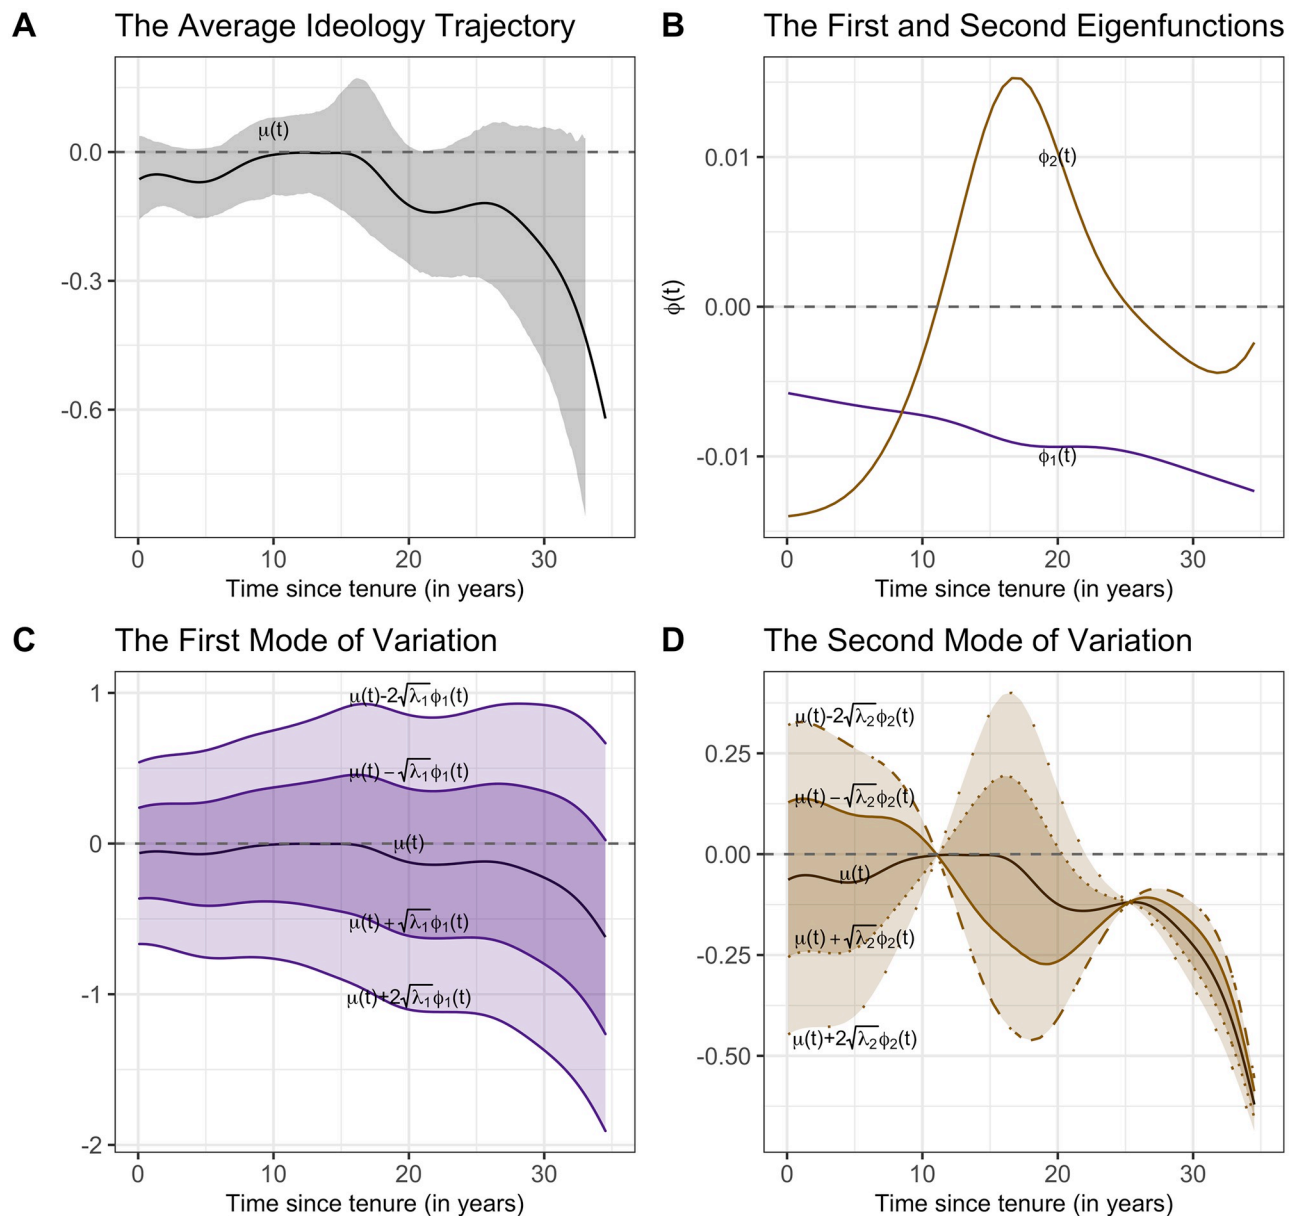 A The Average Ideology Trajectory
μ(t)
0.0
-0.3
-0.6
0 10 20 30
Time since tenure (in years)
B The First and Second Eigenfunctions
ϕ(t)
0.01
0.00
-0.01
ϕ₂(t)
ϕ₁(t)
0 10 20 30
Time since tenure (in years)
C The First Mode of Variation
1
0
-1
-2
μ(t)-2√λ₁ϕ₁(t)
μ(t)−√λ₁ϕ₁(t)
μ(t)
μ(t)+√λ₁ϕ₁(t)
μ(t)+2√λ₁ϕ₁(t)
0 10 20 30
Time since tenure (in years)
D The Second Mode of Variation
0.25
0.00
-0.25
-0.50
μ(t)-2√λ₂ϕ₂(t)
μ(t)−√λ₂ϕ₂(t)
μ(t)
μ(t)+√λ₂ϕ₂(t)
μ(t)+2√λ₂ϕ₂(t)
0 10 20 30
Time since tenure (in years)